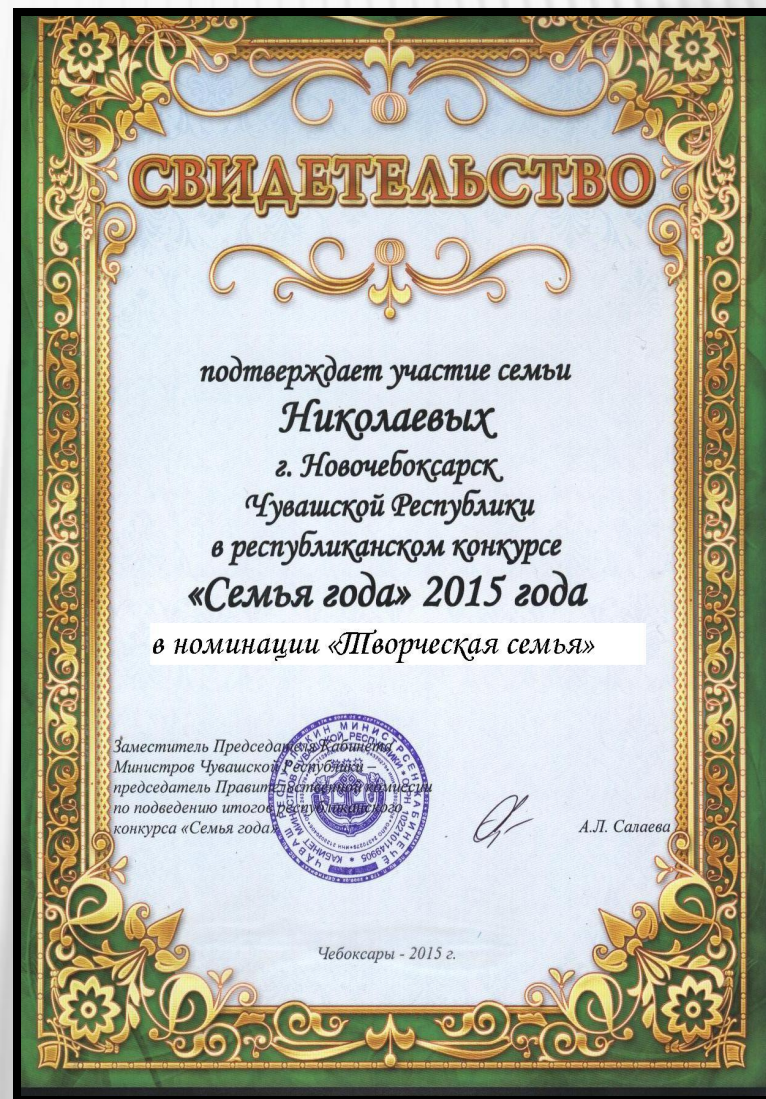 СВИДЕТЕЛЬСТВО
подтверждает участие семьи
Николаевых
г. Новочебоксарск
Чувашской Республики
в республиканском конкурсе
«Семья года» 2015 года
в номинации «Творческая семья»
Заместитель Председателя Кабинета
Министров Чувашской Республики –
председатель Правительственной комиссии
по подведению итогов республиканского
конкурса «Семья года»
А.Л. Салаева
Чебоксары - 2015 г.